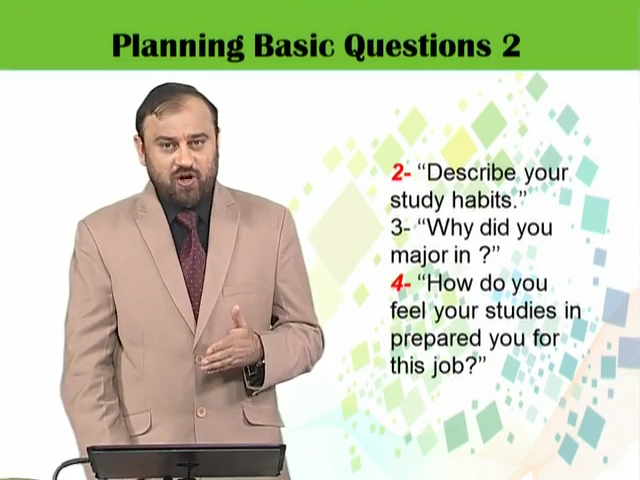 Planning Basic Questions 2
2- “Describe your
study habits.”
3- “Why did you
major in ?”
4- “How do you
feel your studies in
prepared you for
this job?”